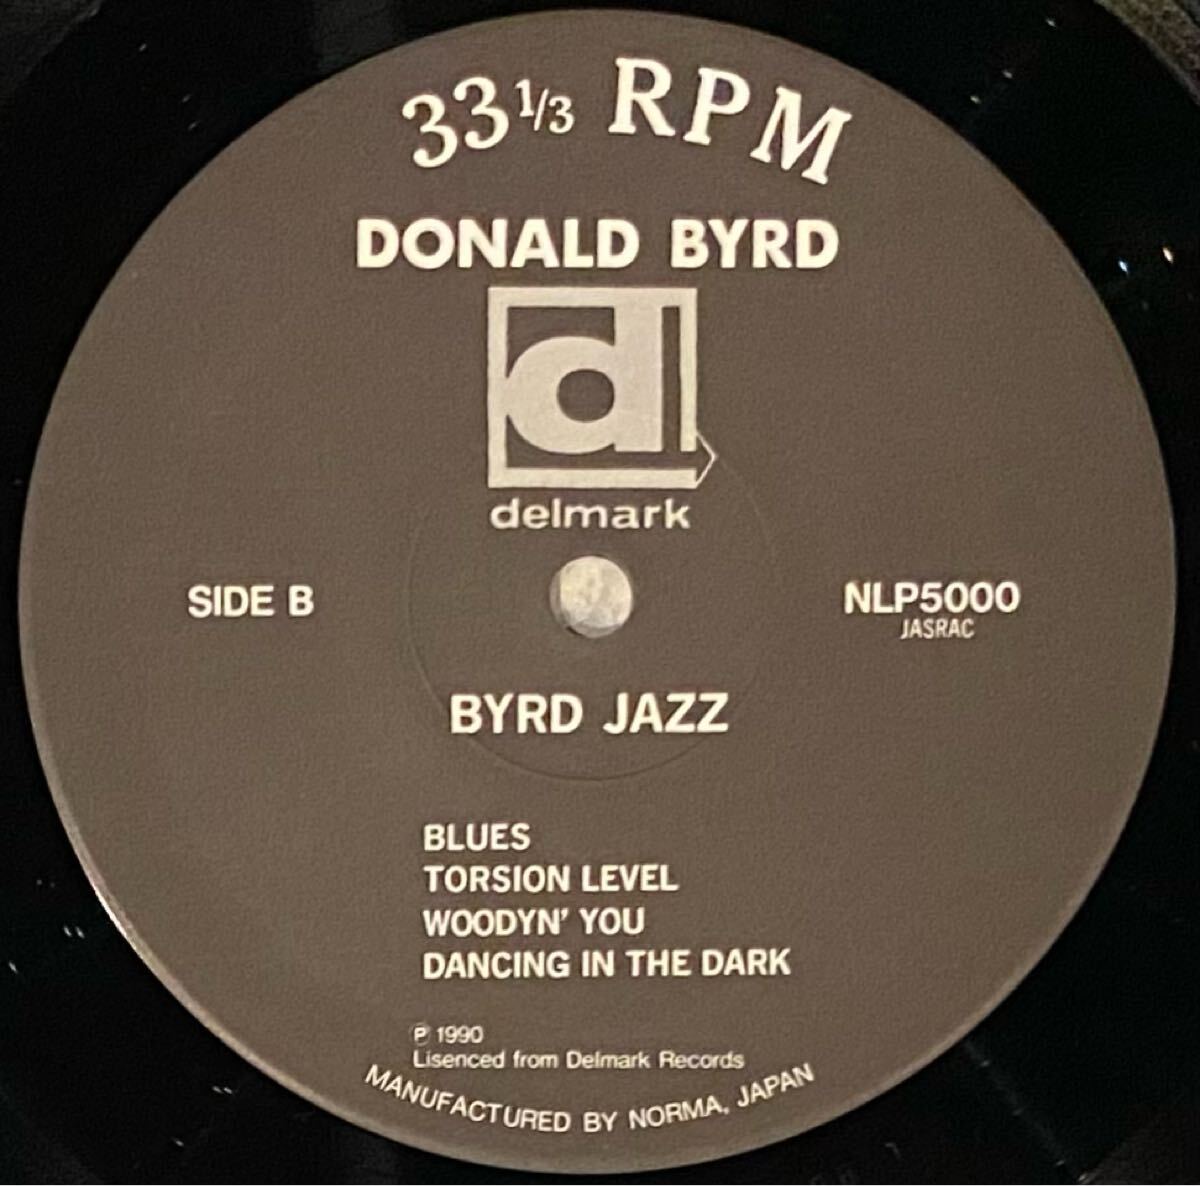 33 1/3 RPM
DONALD BYRD
d
delmark
SIDE B
NLP5000
JASRAC
BYRD JAZZ
BLUES
TORSION LEVEL
WOODYN' YOU
DANCING IN THE DARK
℗ 1990
Lisenced from Delmark Records
MANUFACTURED BY NORMA, JAPAN